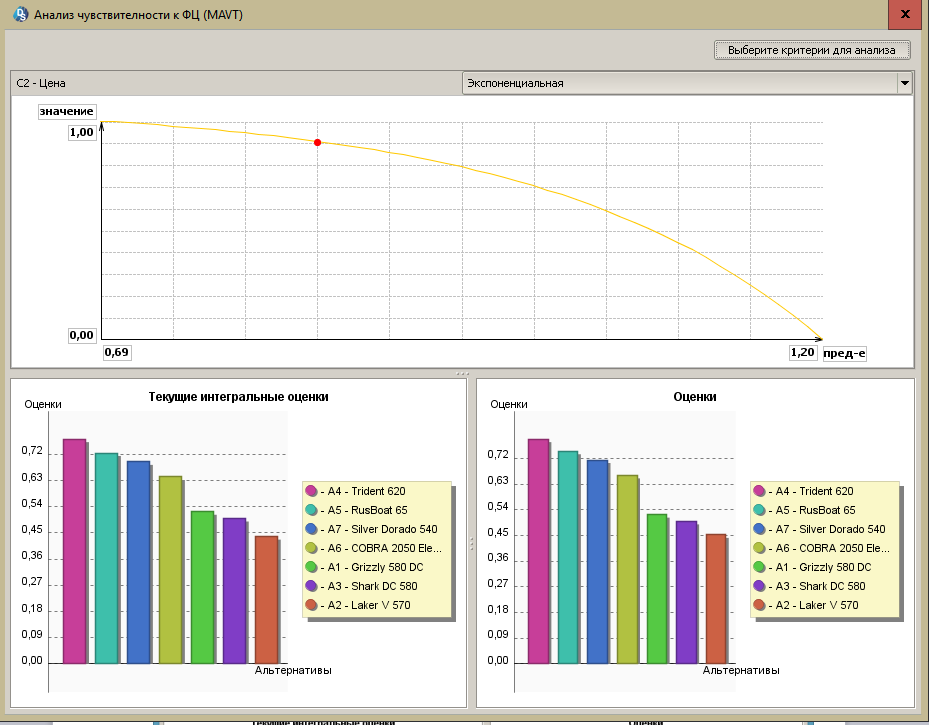 Анализ чувствителности к ФЦ (MAVT)
Выберите критерии для анализа
C2 - Цена
Экспоненциальная
значение
1,00
0,00
0,69
1,20
пред-е
Текущие интегральные оценки
Оценки
0,72
0,63
0,54
0,45
0,36
0,27
0,18
0,09
0,00
Альтернативы
- A4 - Trident 620
- A5 - RusBoat 65
- A7 - Silver Dorado 540
- A6 - COBRA 2050 Ele...
- A1 - Grizzly 580 DC
- A3 - Shark DC 580
- A2 - Laker V 570
Оценки
Оценки
0,72
0,63
0,54
0,45
0,36
0,27
0,18
0,09
0,00
Альтернативы
- A4 - Trident 620
- A5 - RusBoat 65
- A7 - Silver Dorado 540
- A6 - COBRA 2050 Ele...
- A1 - Grizzly 580 DC
- A3 - Shark DC 580
- A2 - Laker V 570
Текущие интегральные оценки
Оценки